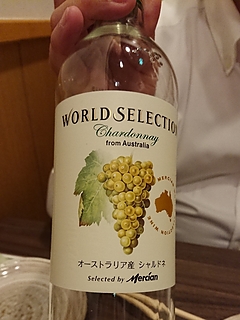 WORLD SELECTION
Chardonnay
from Australia
オーストラリア産 シャルドネ
Selected by Mercian